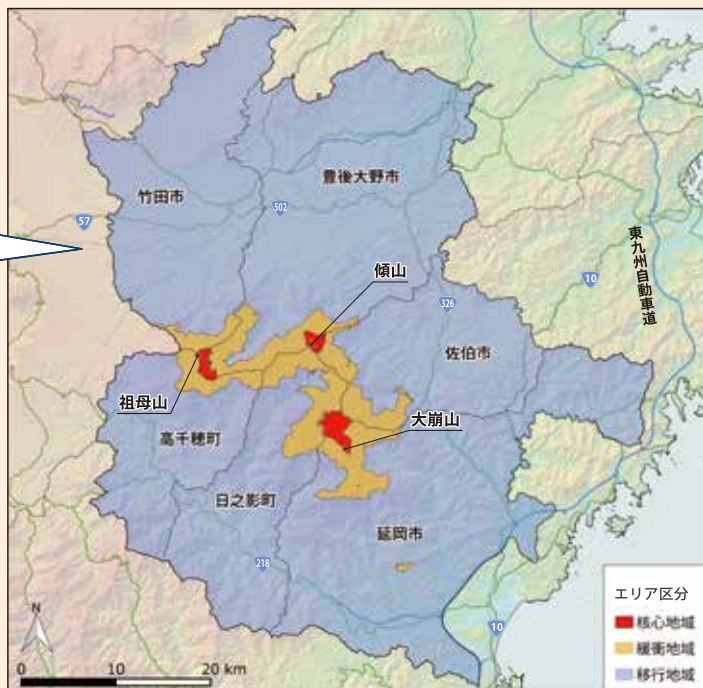 竹田市
豊後大野市
502
57
東九州自動車道
10
傾山
326
佐伯市
祖母山
大崩山
高千穂町
日之影町
延岡市
218
エリア区分
核心地域
緩衝地域
移行地域
N
10
0 10 20 km